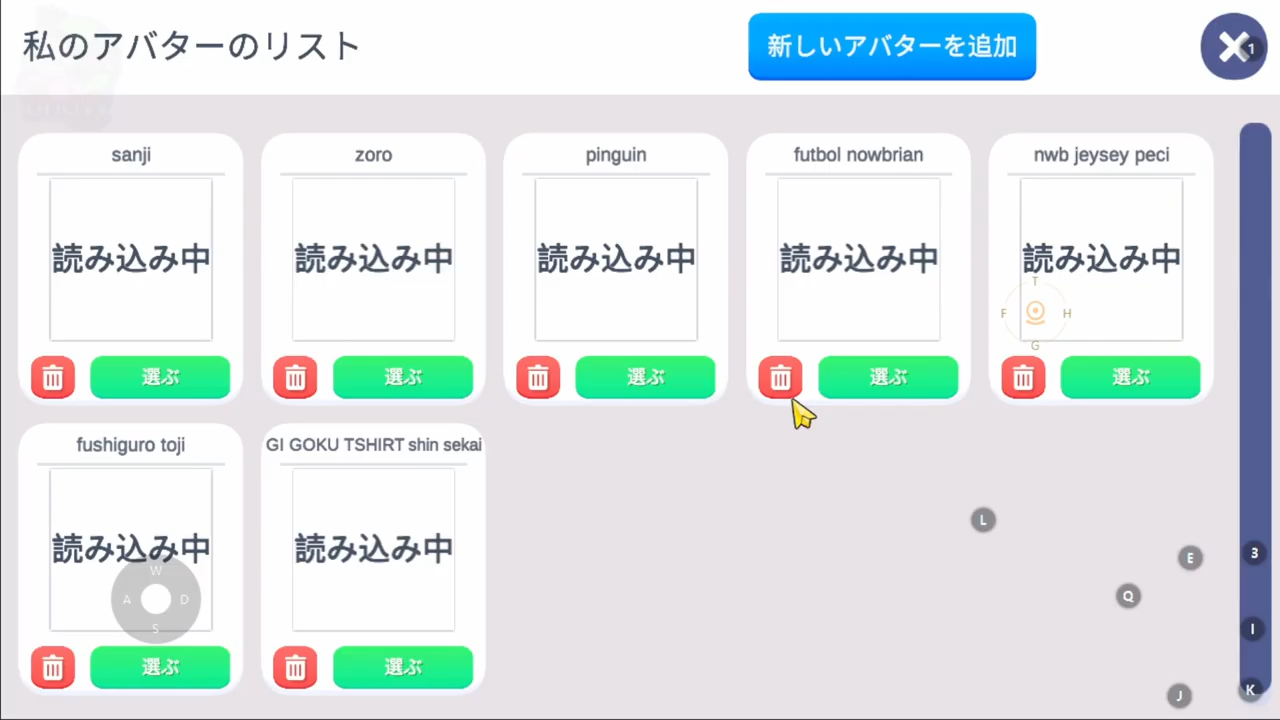 私のアバターのリスト
新しいアバターを追加
1
sanji
zoro
pinguin
futbol nowbrian
nwb jeysey peci
読み込み中
読み込み中
読み込み中
読み込み中
読み込み中
T
F
H
G
選ぶ
選ぶ
選ぶ
選ぶ
選ぶ
fushiguro toji
GI GOKU TSHIRT shin sekai
読み込み中
読み込み中
L
E
3
W
A
D
S
Q
I
選ぶ
選ぶ
J
K